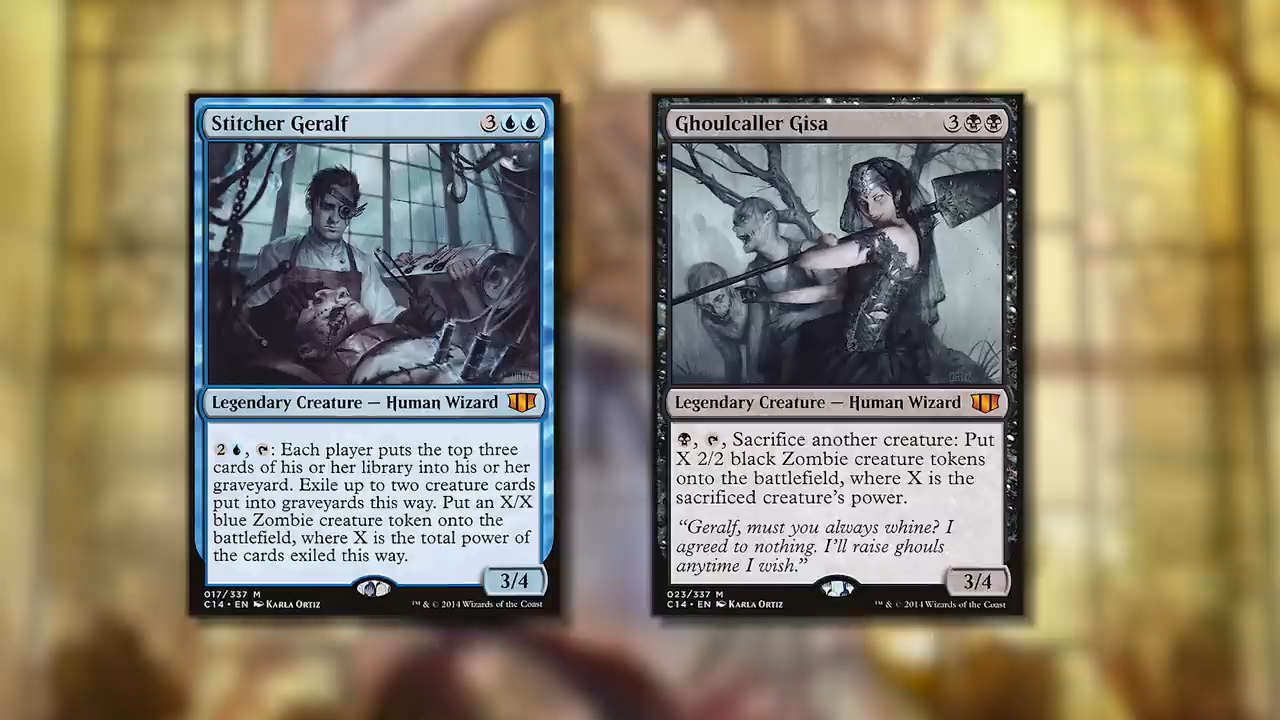 Stitcher Geralf 3
Legendary Creature — Human Wizard
2 , : Each player puts the top three
cards of his or her library into his or her
graveyard. Exile up to two creature cards
put into graveyards this way. Put an X/X
blue Zombie creature token onto the
battlefield, where X is the total power of
the cards exiled this way.
3/4
017/337 M
C14 • EN KARLA ORTIZ ™ & © 2014 Wizards of the Coast
Ghoulcaller Gisa 3
Legendary Creature — Human Wizard
, , Sacrifice another creature: Put
X 2/2 black Zombie creature tokens
onto the battlefield, where X is the
sacrificed creature's power.
“Geralf, must you always whine? I
agreed to nothing. I'll raise ghouls
anytime I wish.”
3/4
023/337 M
C14 • EN KARLA ORTIZ ™ & © 2014 Wizards of the Coast